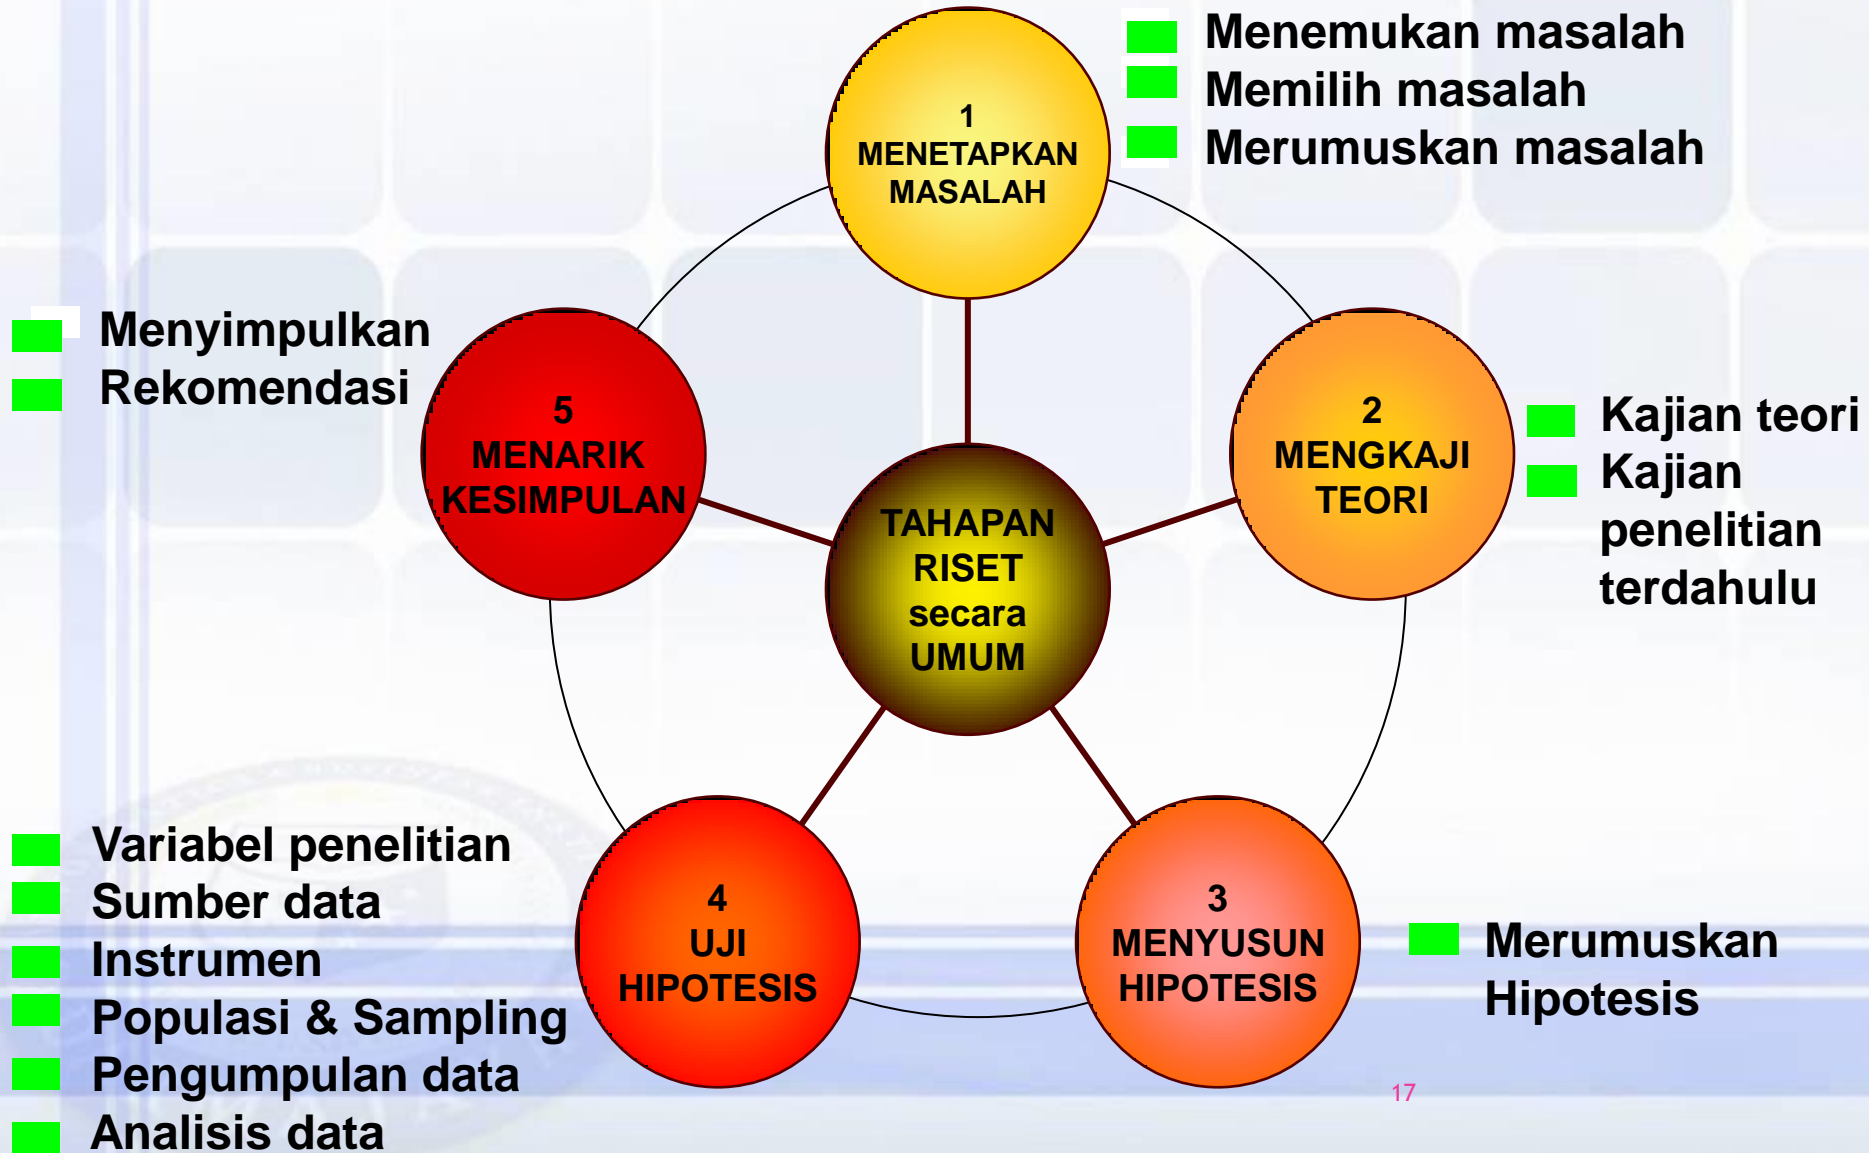 1
MENETAPKAN
MASALAH
Menemukan masalah
Memilih masalah
Merumuskan masalah
2
MENGKAJI
TEORI
Kajian teori
Kajian
penelitian
terdahulu
3
MENYUSUN
HIPOTESIS
Merumuskan
Hipotesis
4
UJI
HIPOTESIS
Variabel penelitian
Sumber data
Instrumen
Populasi & Sampling
Pengumpulan data
Analisis data
5
MENARIK
KESIMPULAN
Menyimpulkan
Rekomendasi
TAHAPAN
RISET
secara
UMUM
17